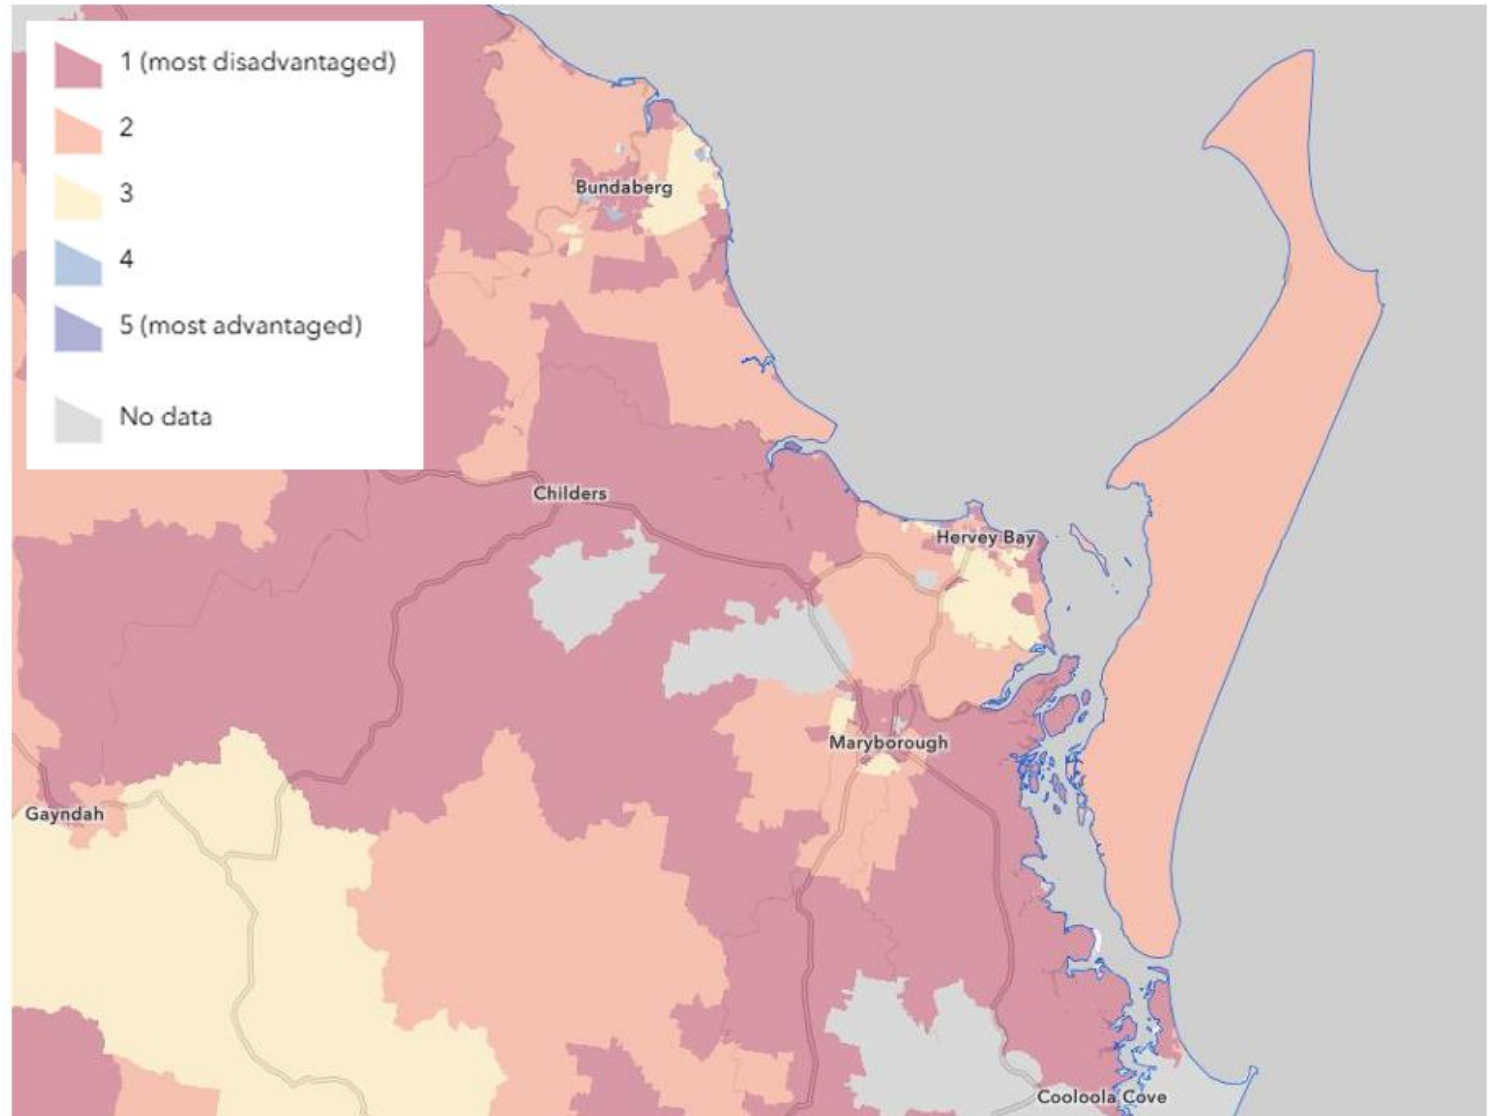 1 (most disadvantaged)
2
3
4
5 (most advantaged)
No data
Bundaberg
Childers
Hervey Bay
Maryborough
Gayndah
Cooloola Cove